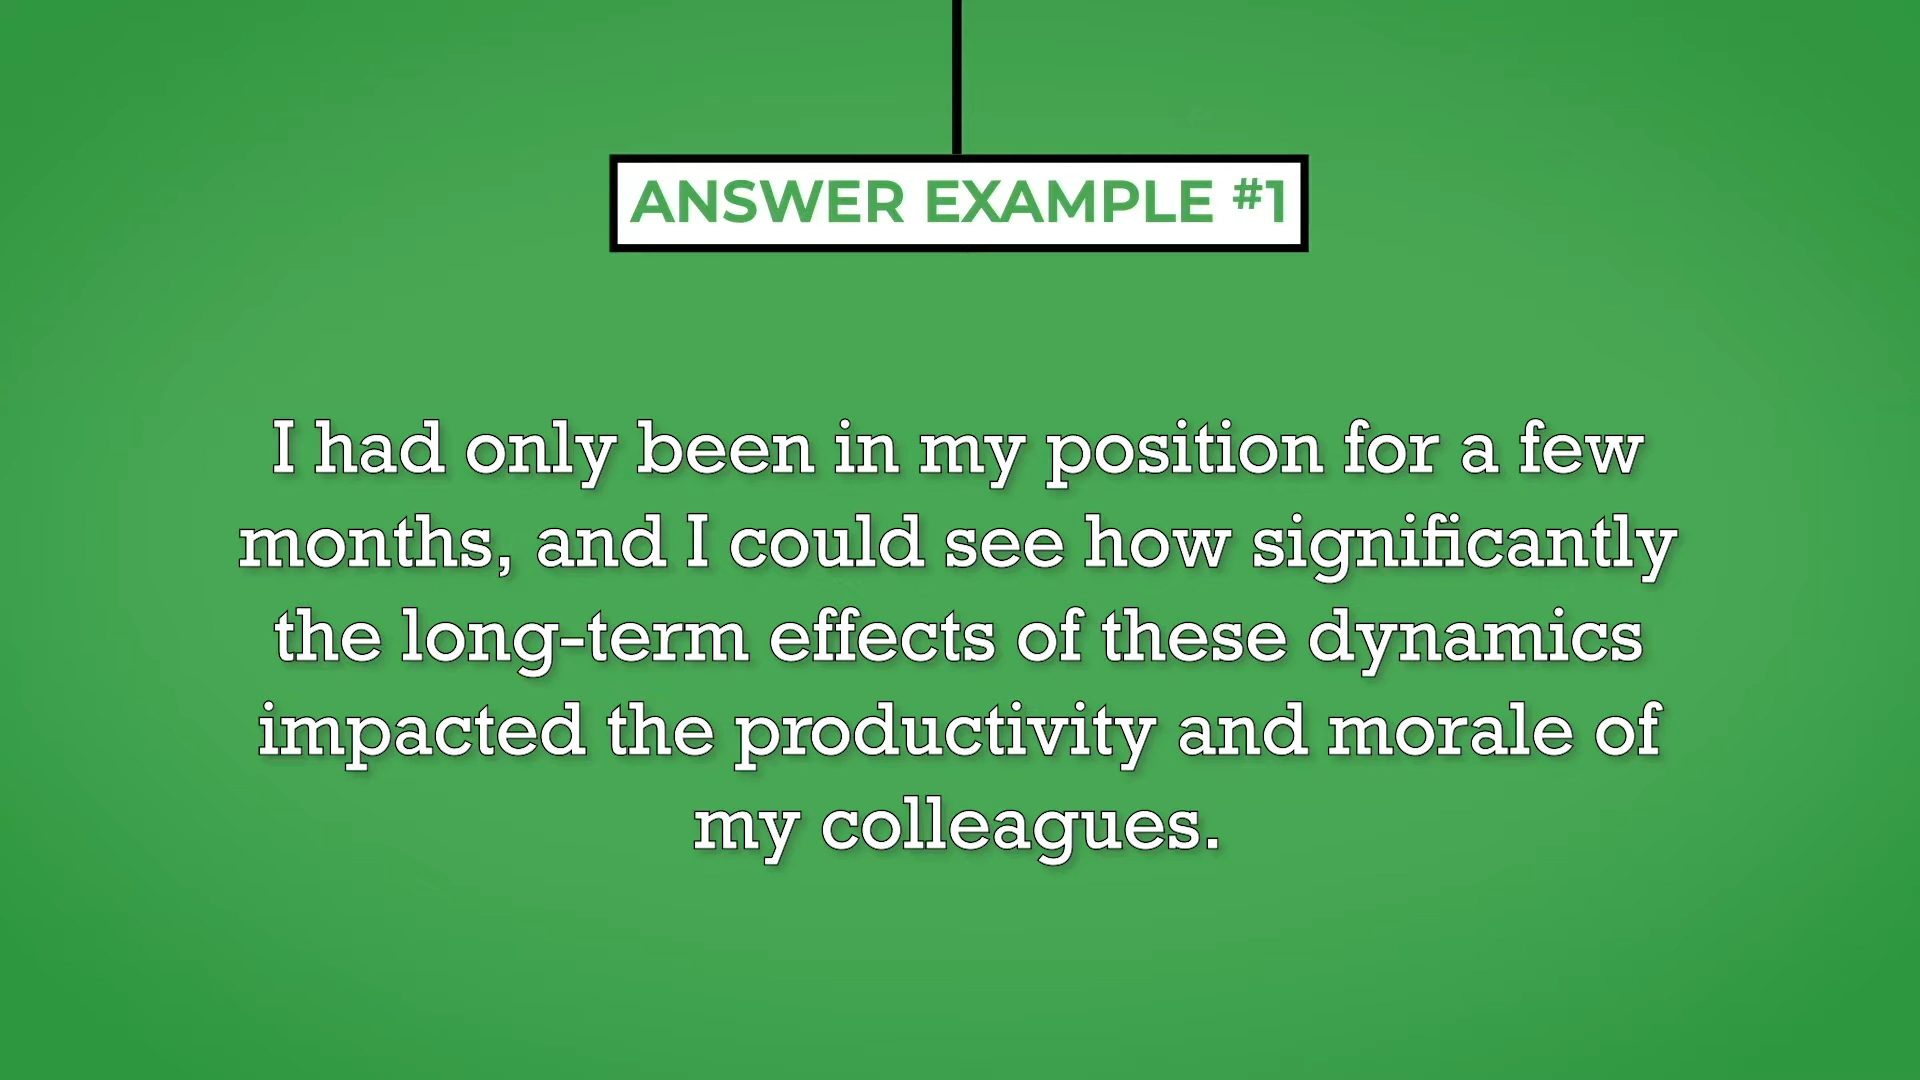 ANSWER EXAMPLE #1
I had only been in my position for a few
months, and I could see how significantly
the long-term effects of these dynamics
impacted the productivity and morale of
my colleagues.